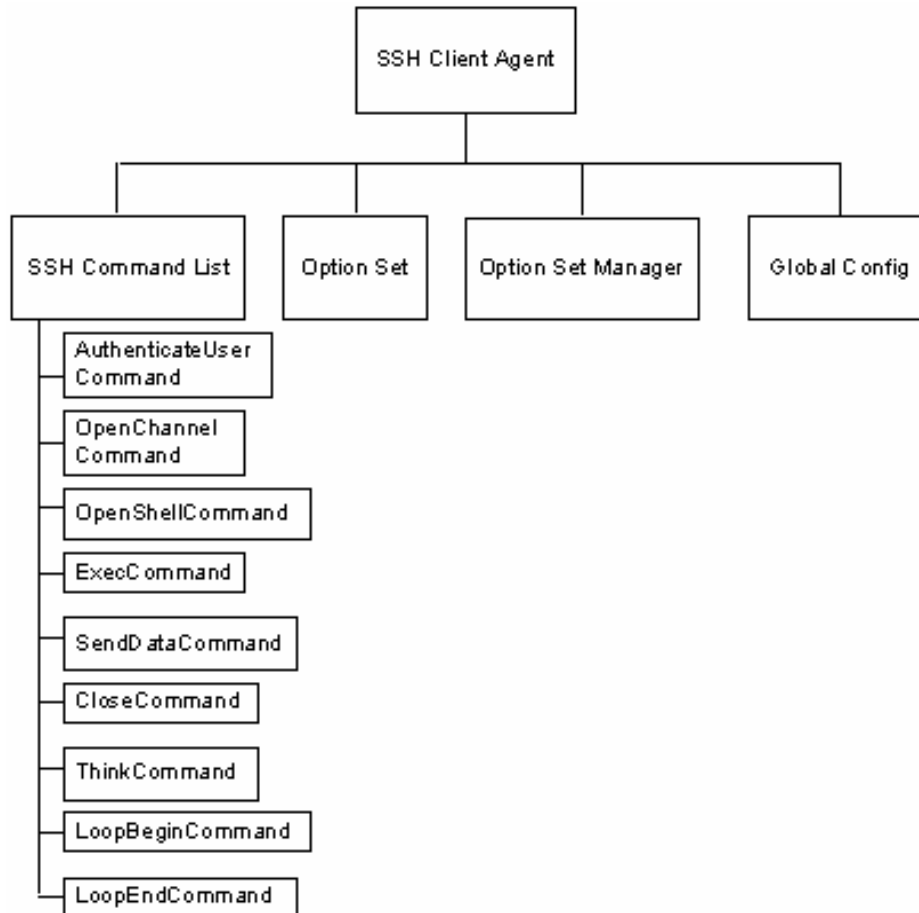 SSH Client Agent
SSH Command List
Option Set
Option Set Manager
Global Config
AuthenticateUser
Command
OpenChannel
Command
OpenShellCommand
ExecCommand
SendDataCommand
CloseCommand
ThinkCommand
LoopBeginCommand
LoopEndCommand